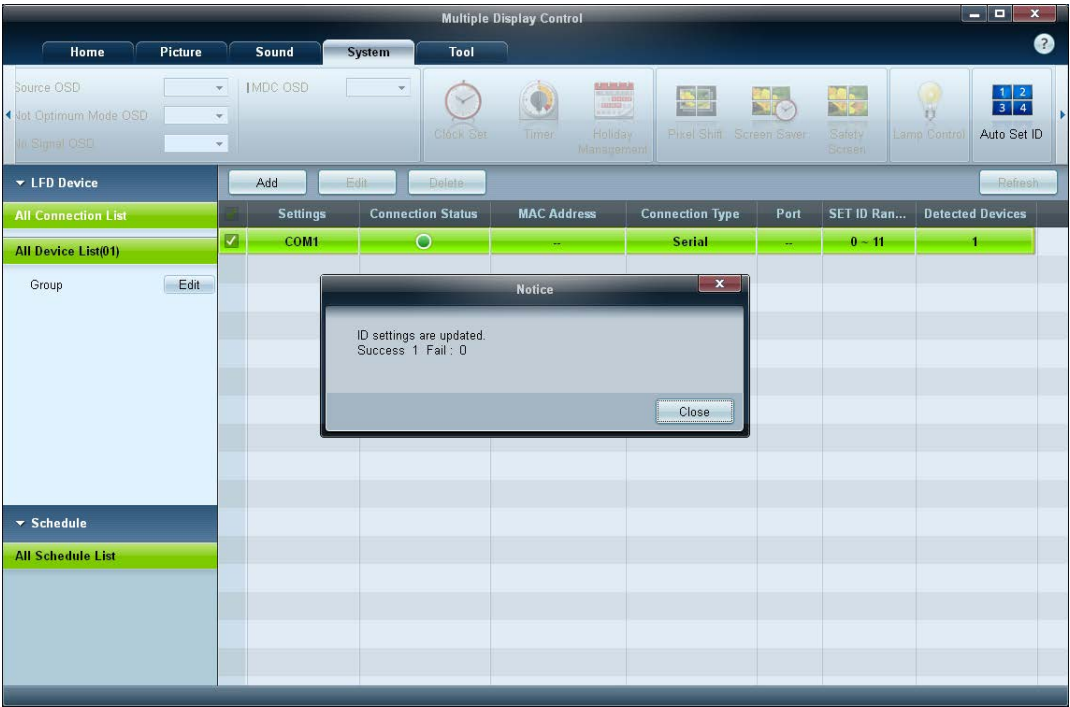 Multiple Display Control
Home Picture Sound System Tool
Source OSD
MDC OSD
Not Optimum Mode OSD
No Signal OSD
Clock Set
Timer
Holiday
Management
Pixel Shift
Screen Saver
Safety
Screen
Lamp Control
1 2
3 4
Auto Set ID
LFD Device
Add Edit Delete Refresh
All Connection List
Settings Connection Status MAC Address Connection Type Port SET ID Ran... Detected Devices
COM1 -- Serial -- 0 ~ 11 1
All Device List(01)
Group Edit
Notice
x
ID settings are updated.
Success 1 Fail : 0
Close
Schedule
All Schedule List